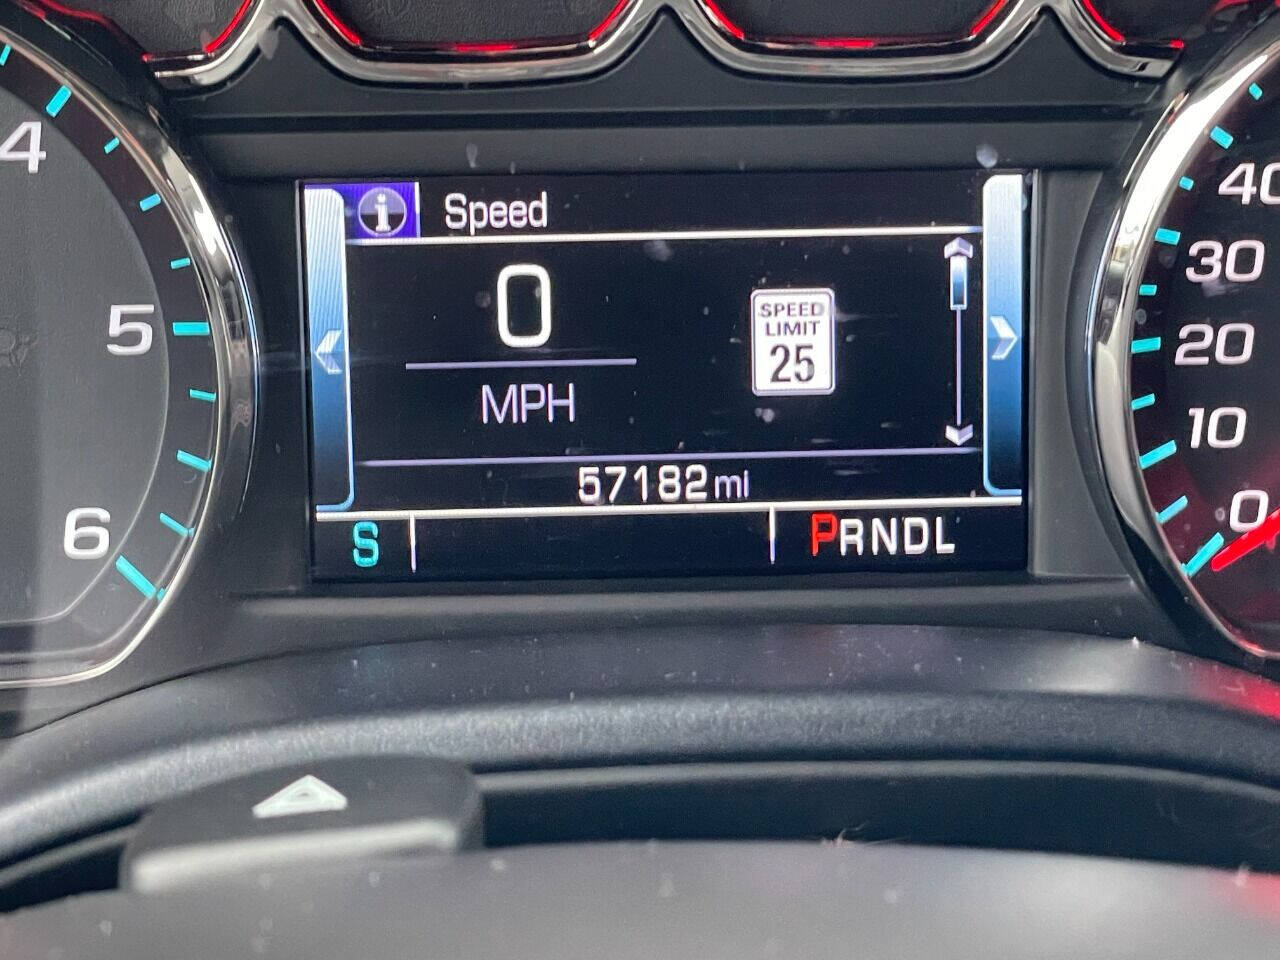 i Speed
0
MPH
SPEED
LIMIT
25
57182 mi
S
PRNDL
4
5
6
40
30
20
10
0